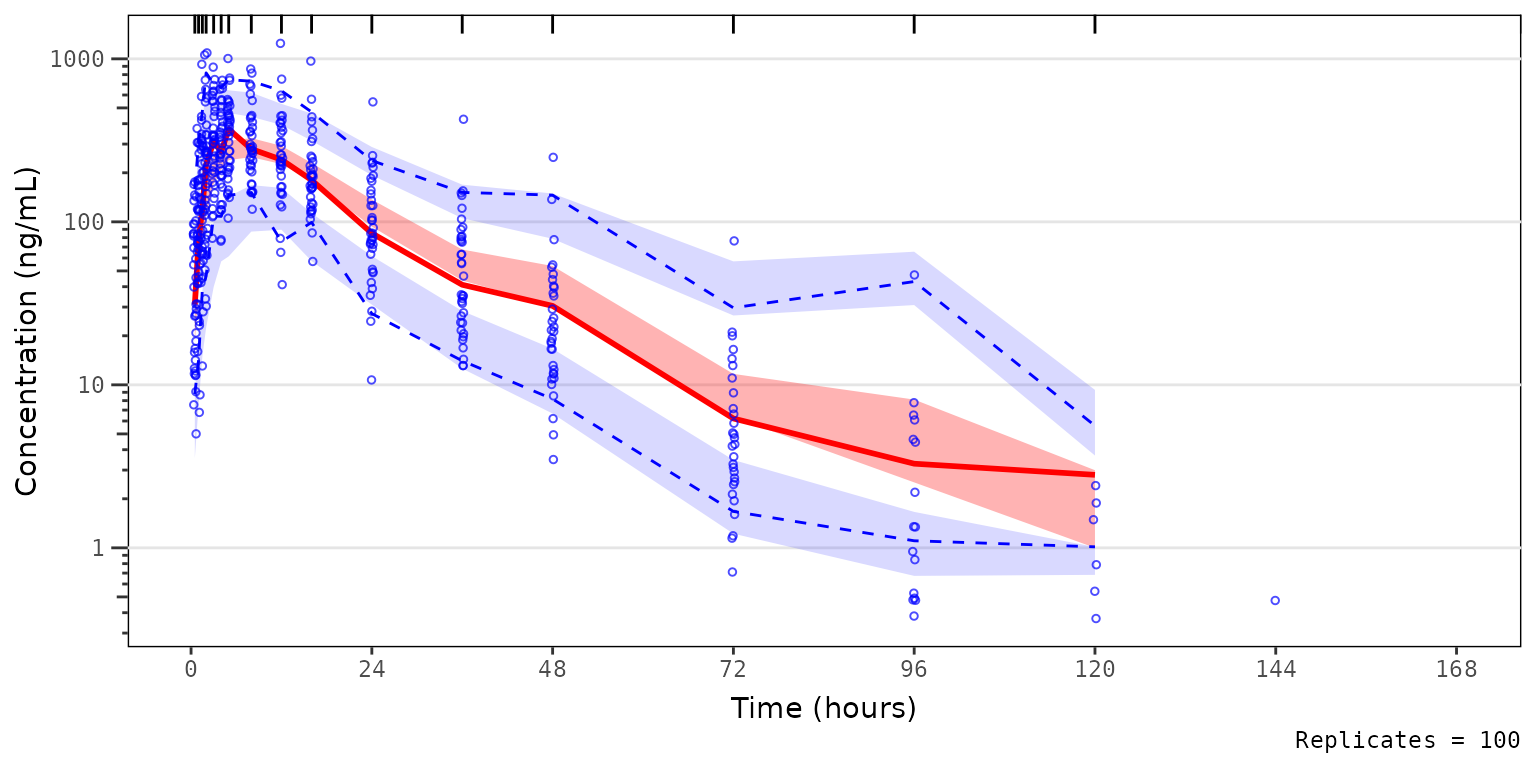 Concentration (ng/mL)
1000
100
10
1
0 24 48 72 96 120 144 168
Time (hours)
Replicates = 100